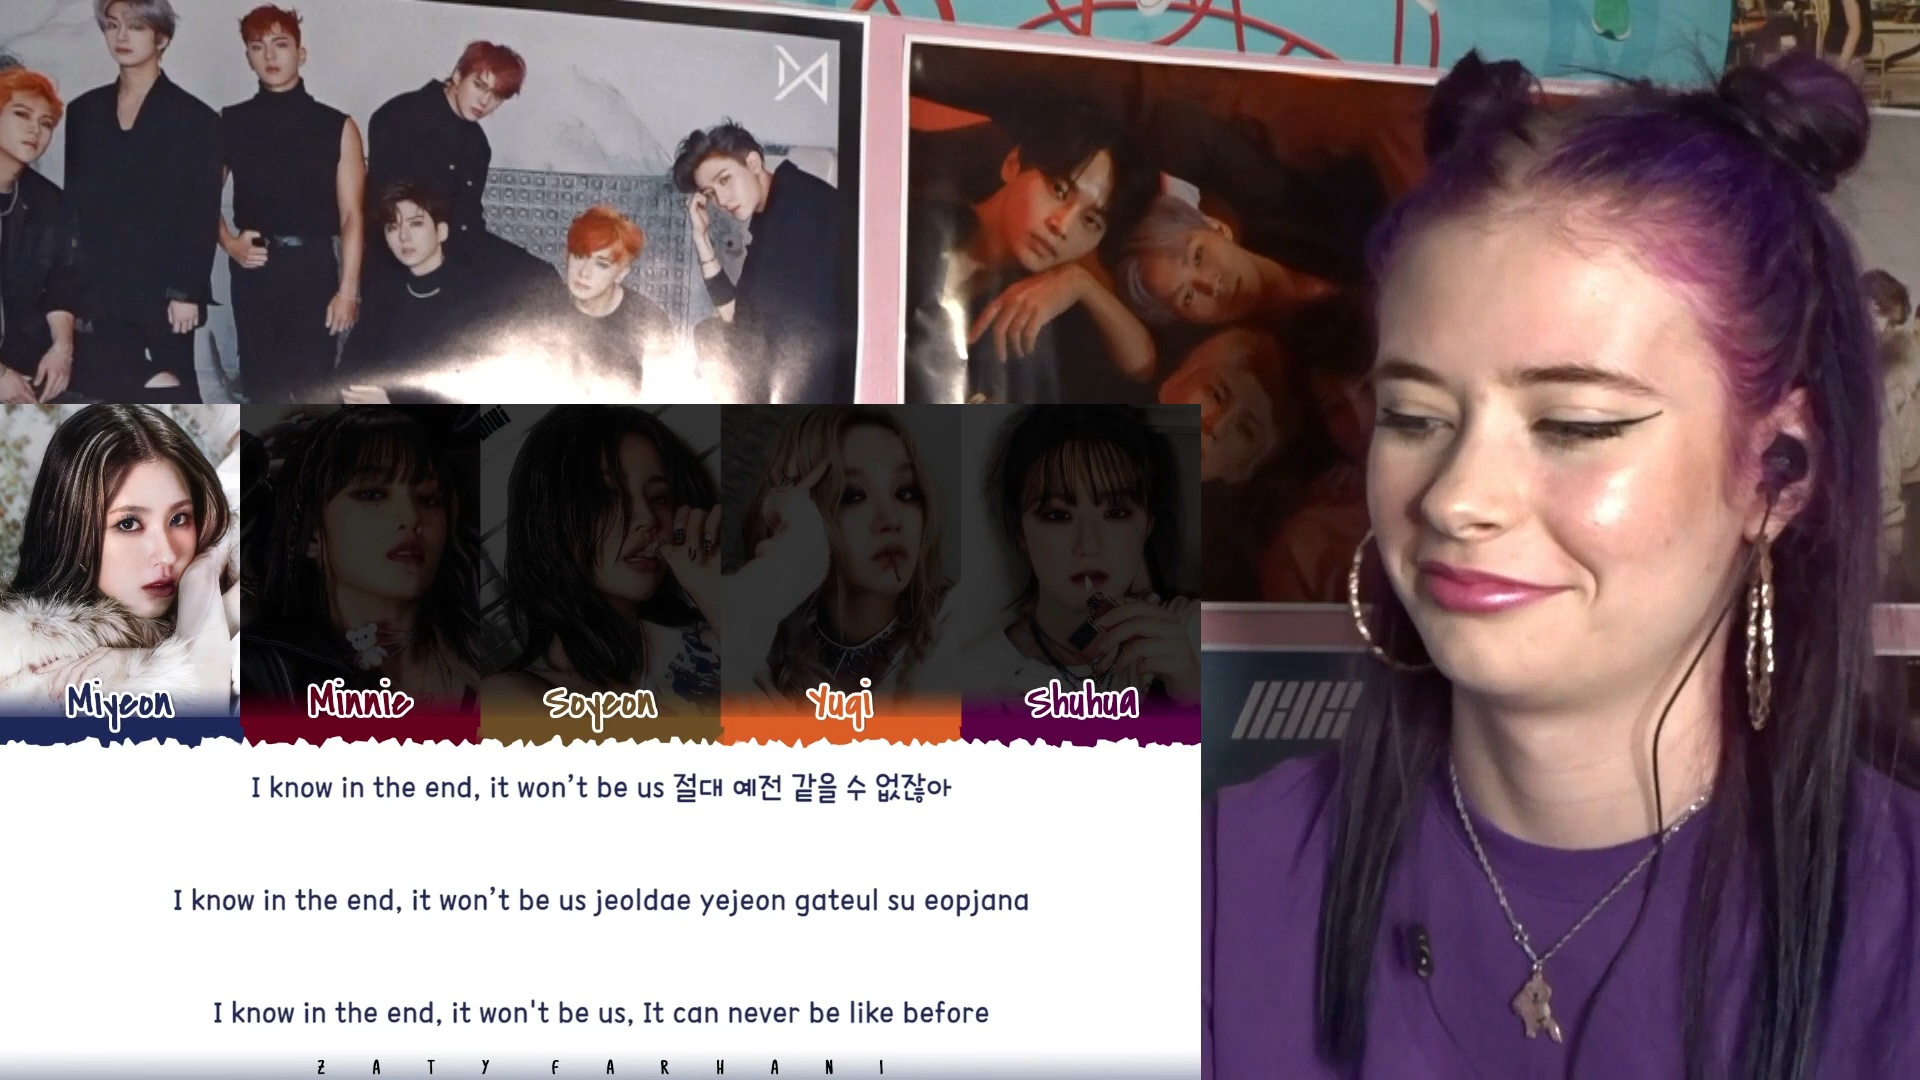 Miyeon
Minnie
Soyeon
Yuqi
Shuhua
I know in the end, it won’t be us 절대 예전 같을 수 없잖아
I know in the end, it won’t be us jeoldae yejeon gateul su eopjana
I know in the end, it won't be us, It can never be like before
ZATYFARHANI